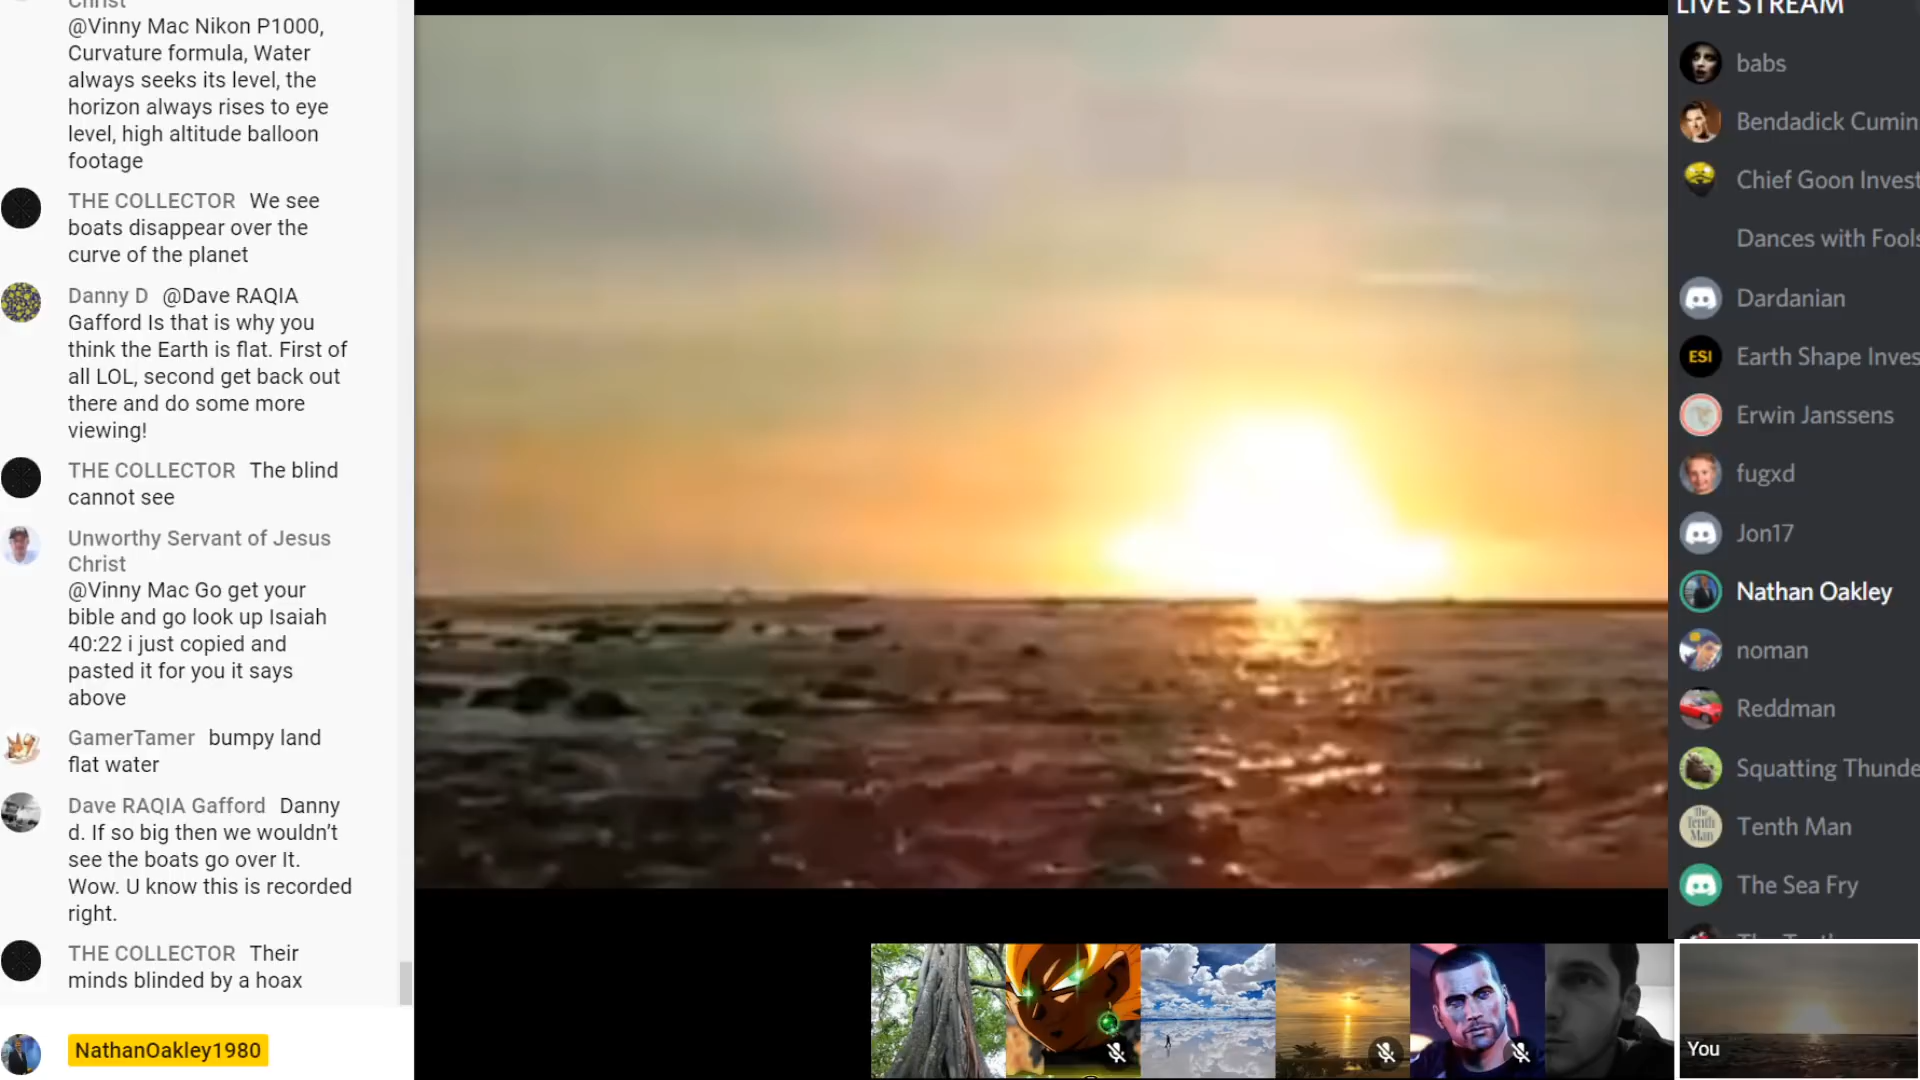 Christ
@Vinny Mac Nikon P1000,
Curvature formula, Water
always seeks its level, the
horizon always rises to eye
level, high altitude balloon
footage
THE COLLECTOR We see
boats disappear over the
curve of the planet
Danny D @Dave RAQIA
Gafford Is that is why you
think the Earth is flat. First of
all LOL, second get back out
there and do some more
viewing!
THE COLLECTOR The blind
cannot see
Unworthy Servant of Jesus
Christ
@Vinny Mac Go get your
bible and go look up Isaiah
40:22 i just copied and
pasted it for you it says
above
GamerTamer bumpy land
flat water
Dave RAQIA Gafford Danny
d. If so big then we wouldn’t
see the boats go over It.
Wow. U know this is recorded
right.
THE COLLECTOR Their
minds blinded by a hoax
NathanOakley1980
LIVE STREAM
babs
Bendadick Cumin
Chief Goon Invest
Dances with Fools
Dardanian
ESI
Earth Shape Inves
Erwin Janssens
fugxd
Jon17
Nathan Oakley
noman
Reddman
Squatting Thunde
The Tenth Man
Tenth Man
The Sea Fry
You